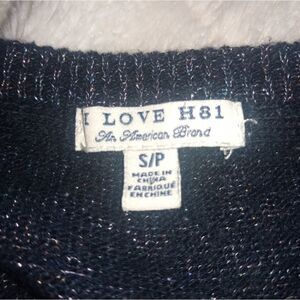 I LOVE H81
An American Brand
S/P
MADE IN
CHINA
FABRIQUÉ
EN CHINE